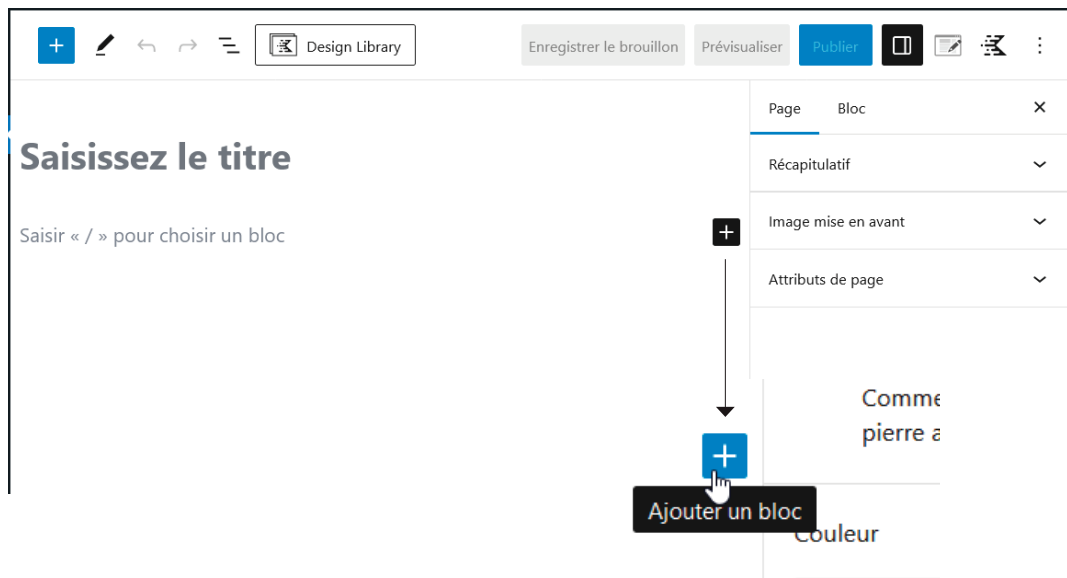 Design Library
Enregistrer le brouillon
Prévisualiser
Publier
Page
Bloc
Saisissez le titre
Récapitulatif
Saisir « / » pour choisir un bloc
Image mise en avant
Attributs de page
Comme
pierre a
Ajouter un bloc
Couleur